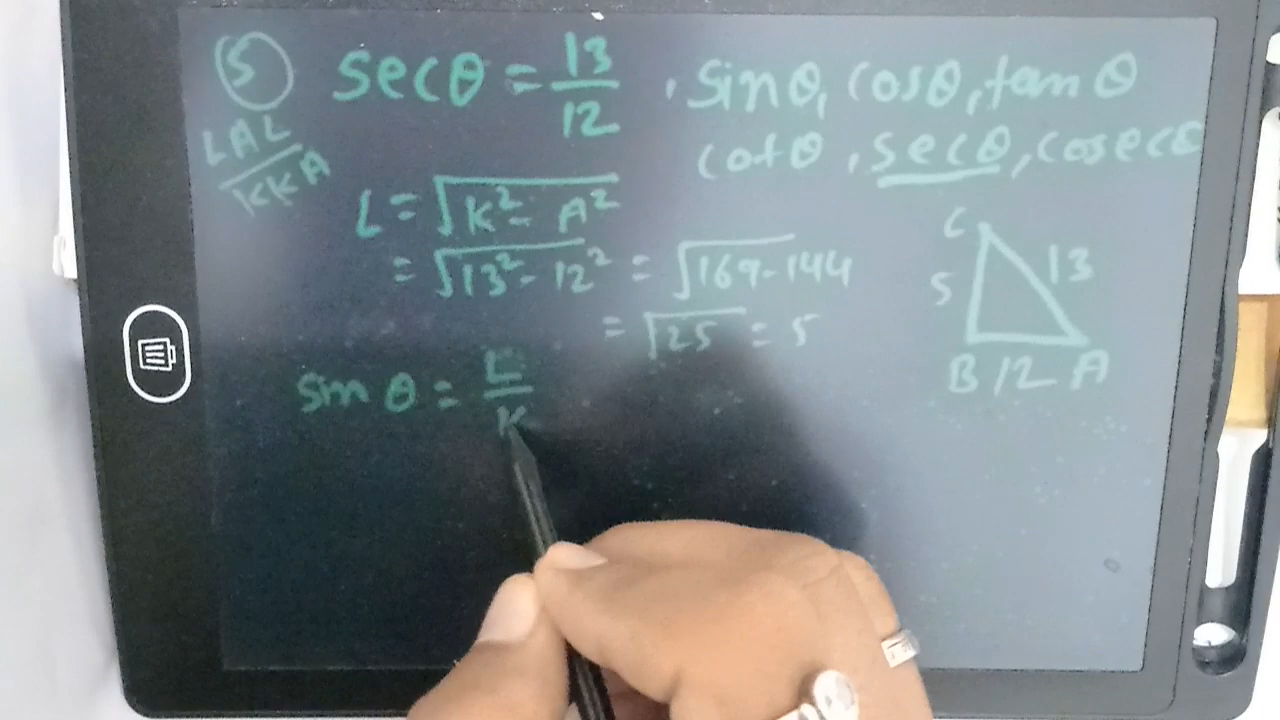 5 secθ = 13/12 , sinθ, cosθ, tanθ
cotθ, secθ, cosecθ
LAL/KKA
L = √K² - A²
= √13² - 12² = √169 - 144
= √25 = 5
C
5 13
B 12 A
sin θ = L/K